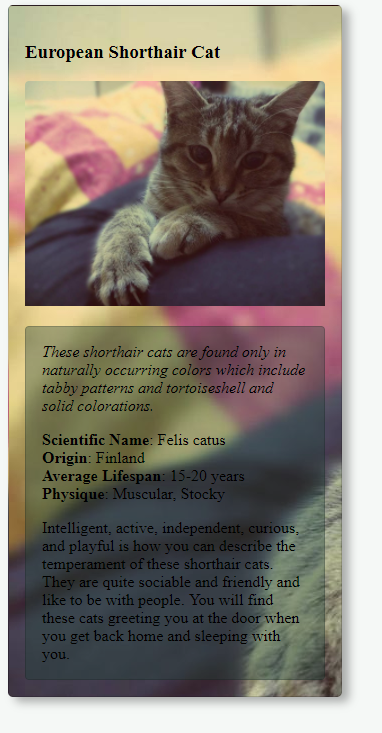 European Shorthair Cat
These shorthair cats are found only in
naturally occurring colors which include
tabby patterns and tortoiseshell and
solid colorations.
Scientific Name: Felis catus
Origin: Finland
Average Lifespan: 15-20 years
Physique: Muscular, Stocky
Intelligent, active, independent, curious,
and playful is how you can describe the
temperament of these shorthair cats.
They are quite sociable and friendly and
like to be with people. You will find
these cats greeting you at the door when
you get back home and sleeping with
you.